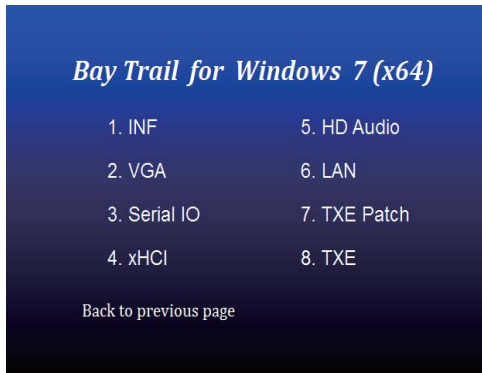 Bay Trail for Windows 7 (x64)
1. INF
2. VGA
3. Serial IO
4. xHCI
5. HD Audio
6. LAN
7. TXE Patch
8. TXE
Back to previous page